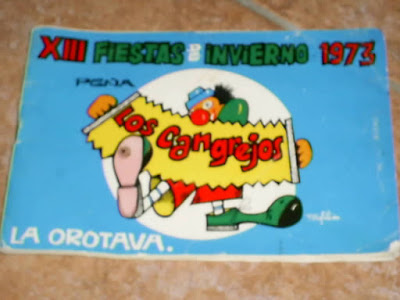 XIII FIESTAS DE INVIERNO 1973
PEÑA
Los Cangrejos
LA OROTAVA.